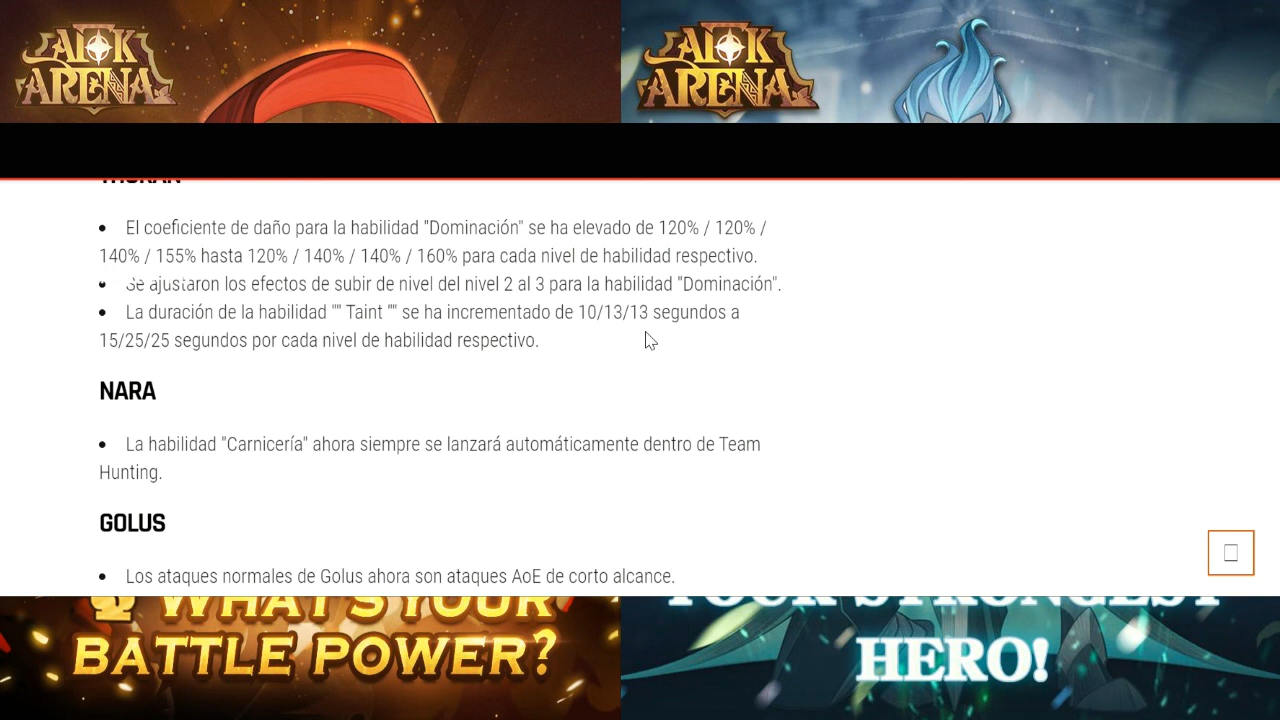 AFK
ARENA
AFK
ARENA
THORAN
El coeficiente de daño para la habilidad "Dominación" se ha elevado de 120% / 120% /
140% / 155% hasta 120% / 140% / 140% / 160% para cada nivel de habilidad respectivo.
Se ajustaron los efectos de subir de nivel del nivel 2 al 3 para la habilidad "Dominación".
La duración de la habilidad "" Taint "" se ha incrementado de 10/13/13 segundos a
15/25/25 segundos por cada nivel de habilidad respectivo.
NARA
La habilidad "Carnicería" ahora siempre se lanzará automáticamente dentro de Team
Hunting.
GOLUS
Los ataques normales de Golus ahora son ataques AoE de corto alcance.
WHAT'S YOUR
BATTLE POWER?
YOUR STRONGEST
HERO!